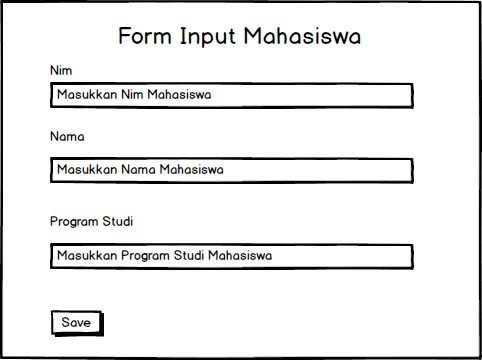 Form Input Mahasiswa
Nim
Masukkan Nim Mahasiswa
Nama
Masukkan Nama Mahasiswa
Program Studi
Masukkan Program Studi Mahasiswa
Save